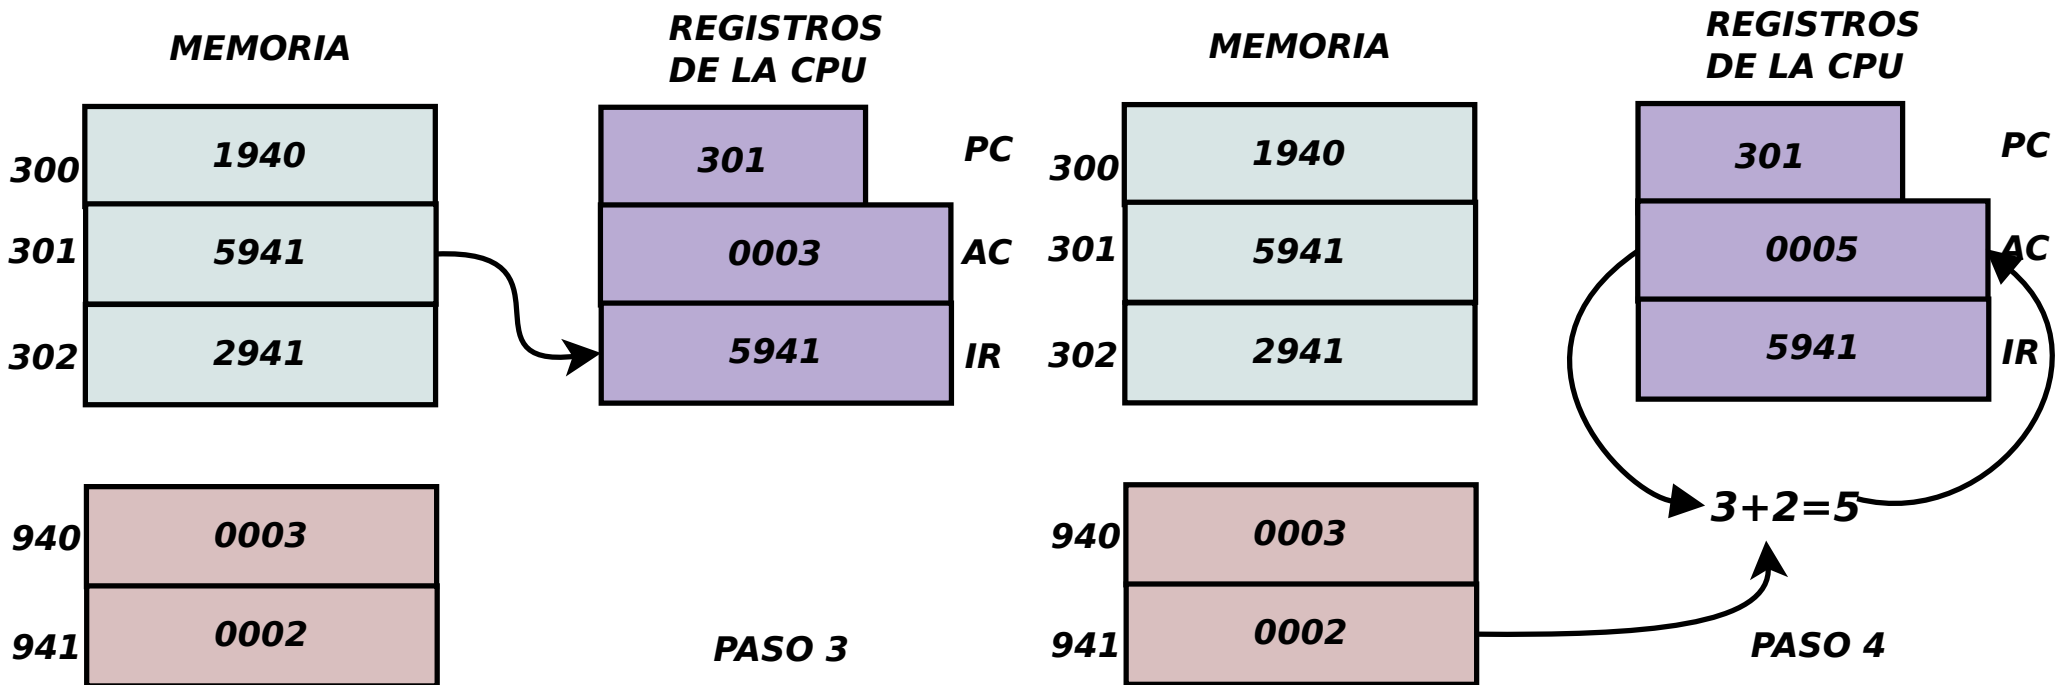 MEMORIA
REGISTROS
DE LA CPU
300
1940
301
PC
301
5941
0003
AC
302
2941
5941
IR
940
0003
941
0002
PASO 3
MEMORIA
REGISTROS
DE LA CPU
300
1940
301
PC
301
5941
0005
AC
302
2941
5941
IR
940
0003
3+2=5
941
0002
PASO 4